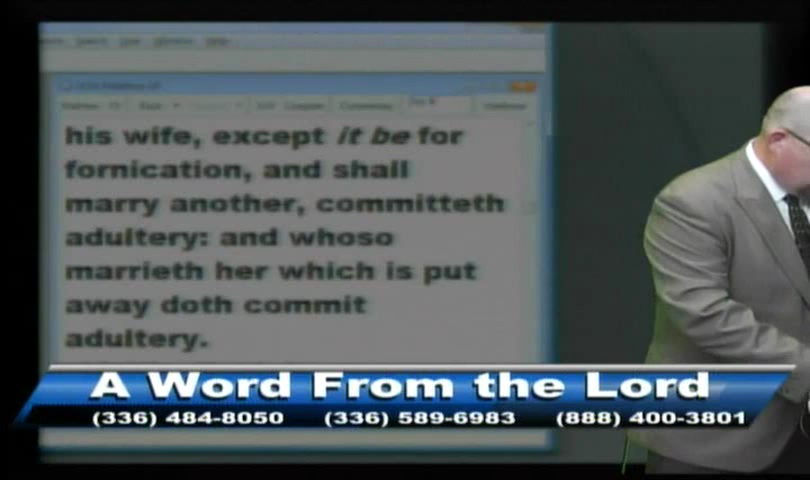 his wife, except it be for
fornication, and shall
marry another, committeth
adultery: and whoso
marrieth her which is put
away doth commit
adultery.
A Word From the Lord
(336) 484-8050 (336) 589-6983 (888) 400-3801